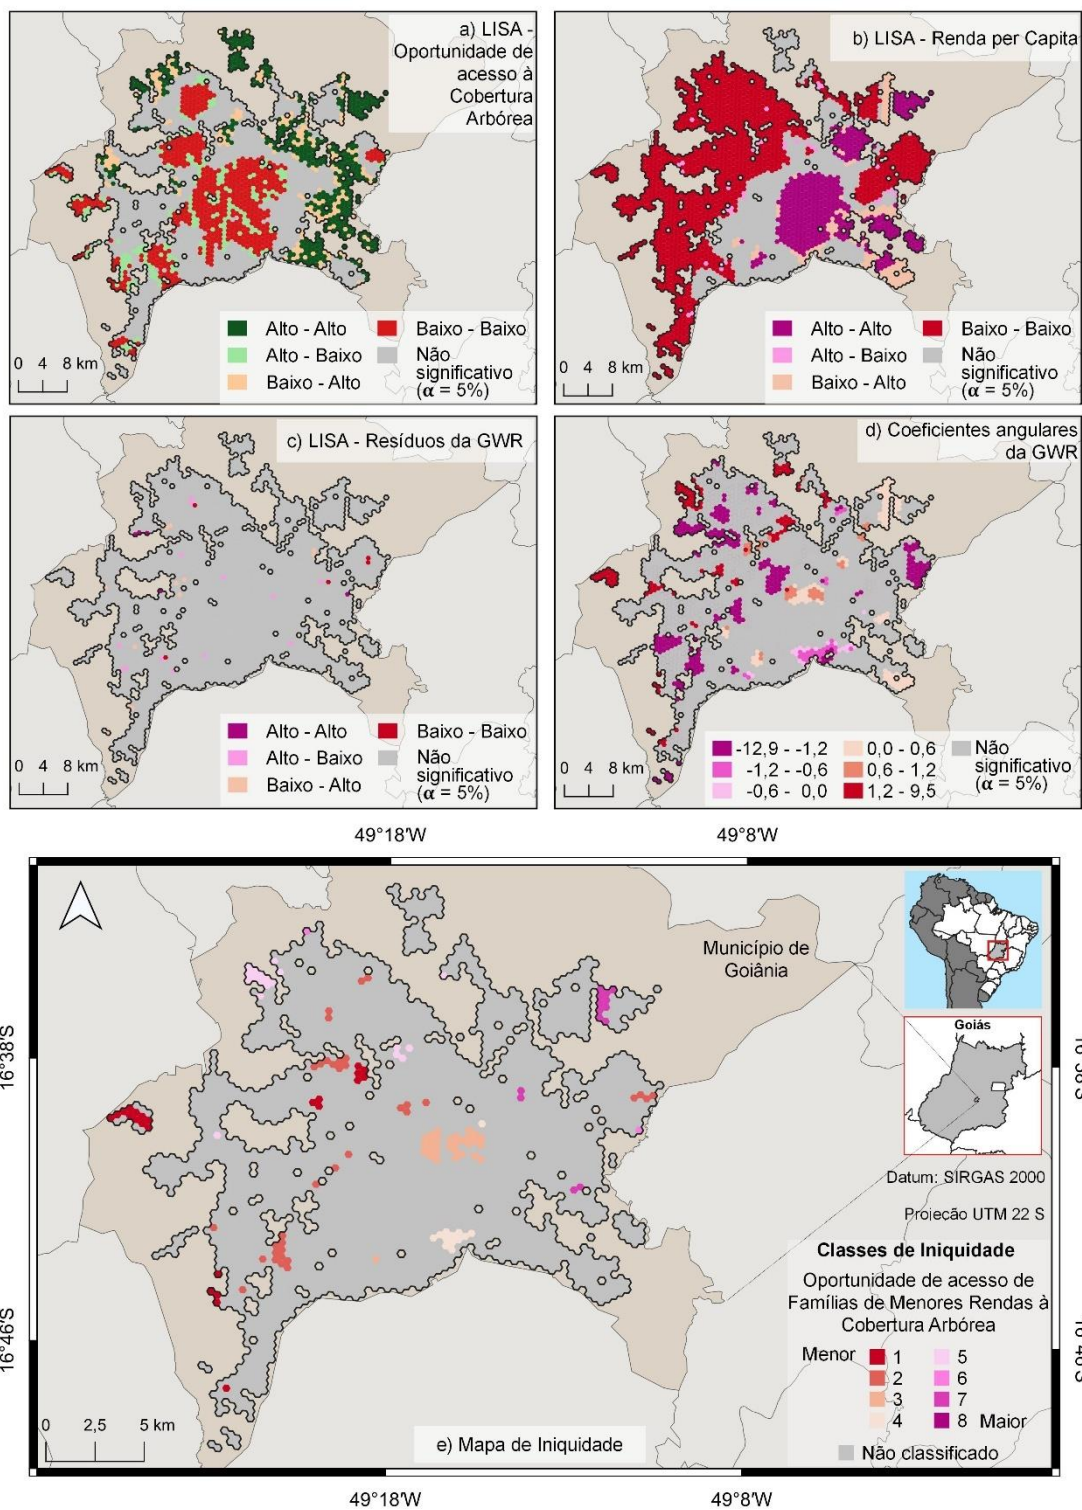 a) LISA -
Oportunidade de
acesso à
Cobertura
Arbórea
Alto - Alto
Baixo - Baixo
Alto - Baixo
Não
significativo
(α = 5%)
Baixo - Alto
0 4 8 km
b) LISA - Renda per Capita
Alto - Alto
Baixo - Baixo
Alto - Baixo
Não
significativo
(α = 5%)
Baixo - Alto
0 4 8 km
c) LISA - Resíduos da GWR
Alto - Alto
Baixo - Baixo
Alto - Baixo
Não
significativo
(α = 5%)
Baixo - Alto
0 4 8 km
d) Coeficientes angulares
da GWR
-12,9 - -1,2
-1,2 - -0,6
-0,6 - 0,0
0,0 - 0,6
0,6 - 1,2
1,2 - 9,5
Não
significativo
(α = 5%)
0 4 8 km
49°18'W 49°8'W
16°38'S
16°46'S
Município de
Goiânia
Goiás
Datum: SIRGAS 2000
Projecão UTM 22 S
Classes de Iniquidade
Oportunidade de acesso de
Famílias de Menores Rendas à
Cobertura Arbórea
Menor 1 5
2 6
3 7
4 8 Maior
Não classificado
0 2,5 5 km
e) Mapa de Iniquidade
49°18'W 49°8'W